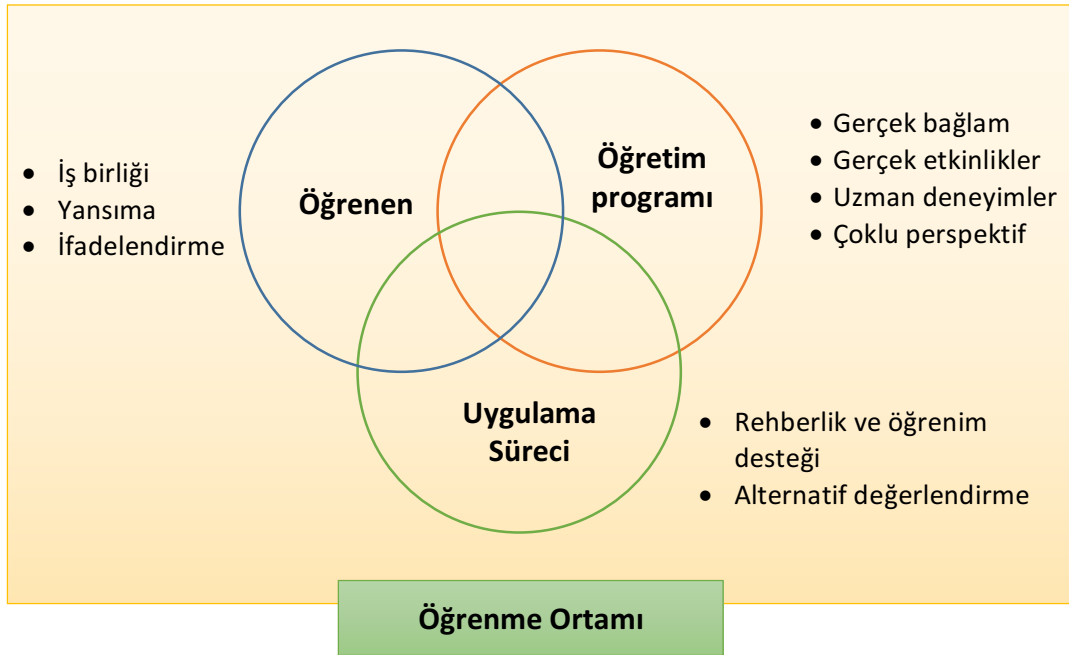 • İş birliği
• Yansıma
• İfadelendirme
Öğrenen
Öğretim
programı
• Gerçek bağlam
• Gerçek etkinlikler
• Uzman deneyimler
• Çoklu perspektif
Uygulama
Süreci
• Rehberlik ve öğrenim
desteği
• Alternatif değerlendirme
Öğrenme Ortamı